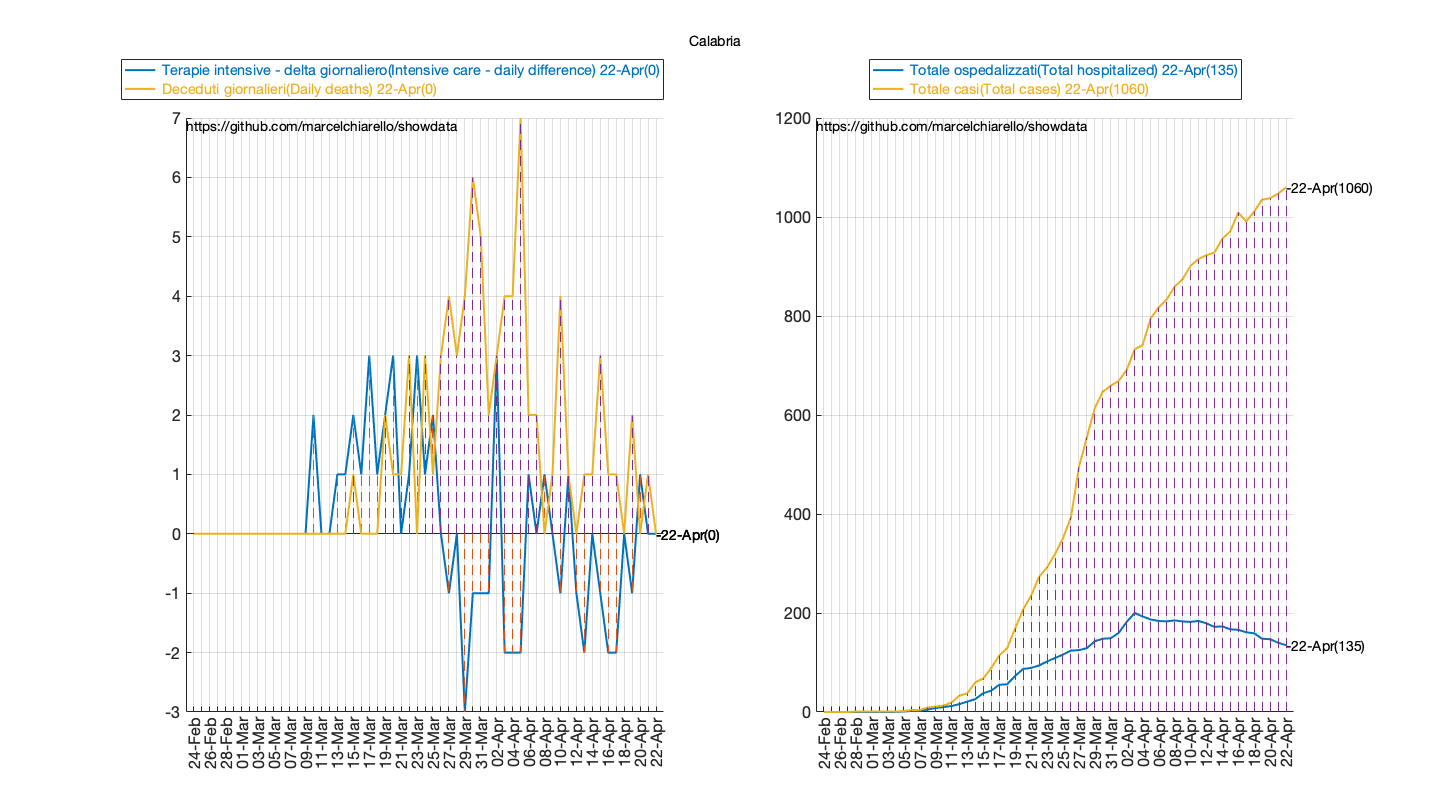 Calabria
Terapie intensive - delta giornaliero(Intensive care - daily difference) 22-Apr(0)
Deceduti giornalieri(Daily deaths) 22-Apr(0)
https://github.com/marcelchiarello/showdata
7
6
5
4
3
2
1
0
-1
-2
-3
-22-Apr(0)
24-Feb
26-Feb
28-Feb
01-Mar
03-Mar
05-Mar
07-Mar
09-Mar
11-Mar
13-Mar
15-Mar
17-Mar
19-Mar
21-Mar
23-Mar
25-Mar
27-Mar
29-Mar
31-Mar
02-Apr
04-Apr
06-Apr
08-Apr
10-Apr
12-Apr
14-Apr
16-Apr
18-Apr
20-Apr
22-Apr
Totale ospedalizzati(Total hospitalized) 22-Apr(135)
Totale casi(Total cases) 22-Apr(1060)
https://github.com/marcelchiarello/showdata
1200
1000
800
600
400
200
0
-22-Apr(1060)
-22-Apr(135)
24-Feb
26-Feb
28-Feb
01-Mar
03-Mar
05-Mar
07-Mar
09-Mar
11-Mar
13-Mar
15-Mar
17-Mar
19-Mar
21-Mar
23-Mar
25-Mar
27-Mar
29-Mar
31-Mar
02-Apr
04-Apr
06-Apr
08-Apr
10-Apr
12-Apr
14-Apr
16-Apr
18-Apr
20-Apr
22-Apr